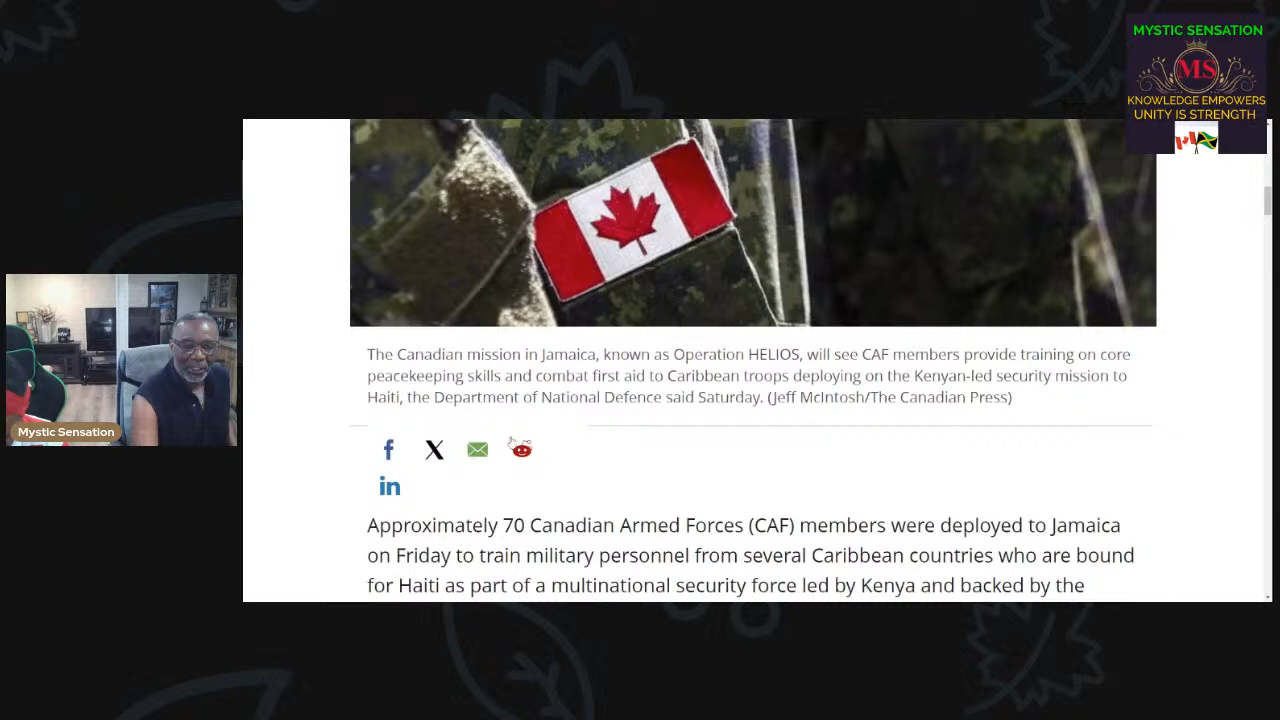 MYSTIC SENSATION
MS
KNOWLEDGE EMPOWERS
UNITY IS STRENGTH
The Canadian mission in Jamaica, known as Operation HELIOS, will see CAF members provide training on core
peacekeeping skills and combat first aid to Caribbean troops deploying on the Kenyan-led security mission to
Haiti, the Department of National Defence said Saturday. (Jeff McIntosh/The Canadian Press)
Mystic Sensation
Approximately 70 Canadian Armed Forces (CAF) members were deployed to Jamaica
on Friday to train military personnel from several Caribbean countries who are bound
for Haiti as part of a multinational security force led by Kenya and backed by the